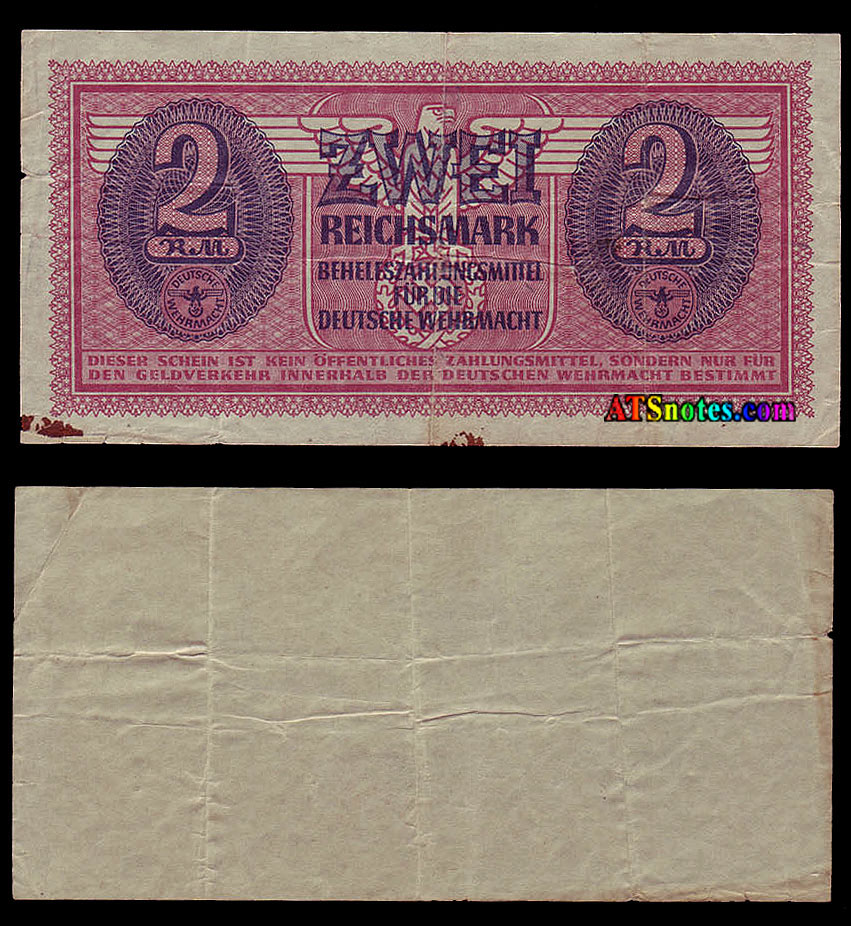 2
R.M.
DEUTSCHE
WEHRMACHT
ZWEI
REICHSMARK
BEHELFSZAHLUNGSMITTEL
FÜR DIE
DEUTSCHE WEHRMACHT
2
R.M.
DEUTSCHE
WEHRMACHT
DIESER SCHEIN IST KEIN ÖFFENTLICHES ZAHLUNGSMITTEL, SONDERN NUR FÜR
DEN GELDVERKEHR INNERHALB DER DEUTSCHEN WEHRMACHT BESTIMMT
ATSnotes.com